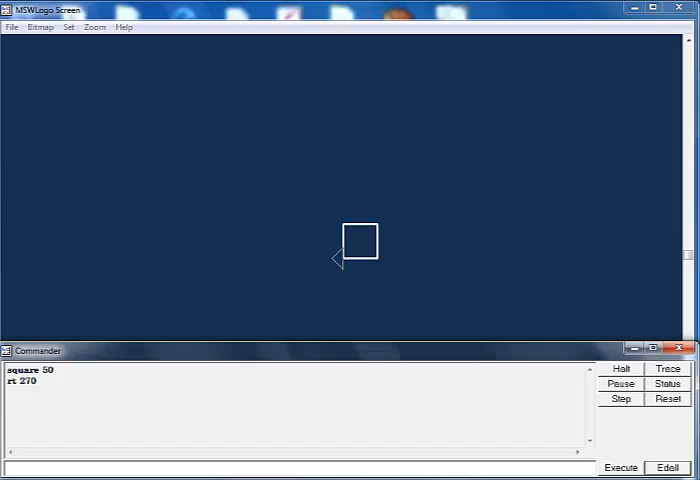 MSWLogo Screen
File Bitmap Set Zoom Help
Commander
square 50
rt 270
Halt Trace
Pause Status
Step Reset
Execute Edall